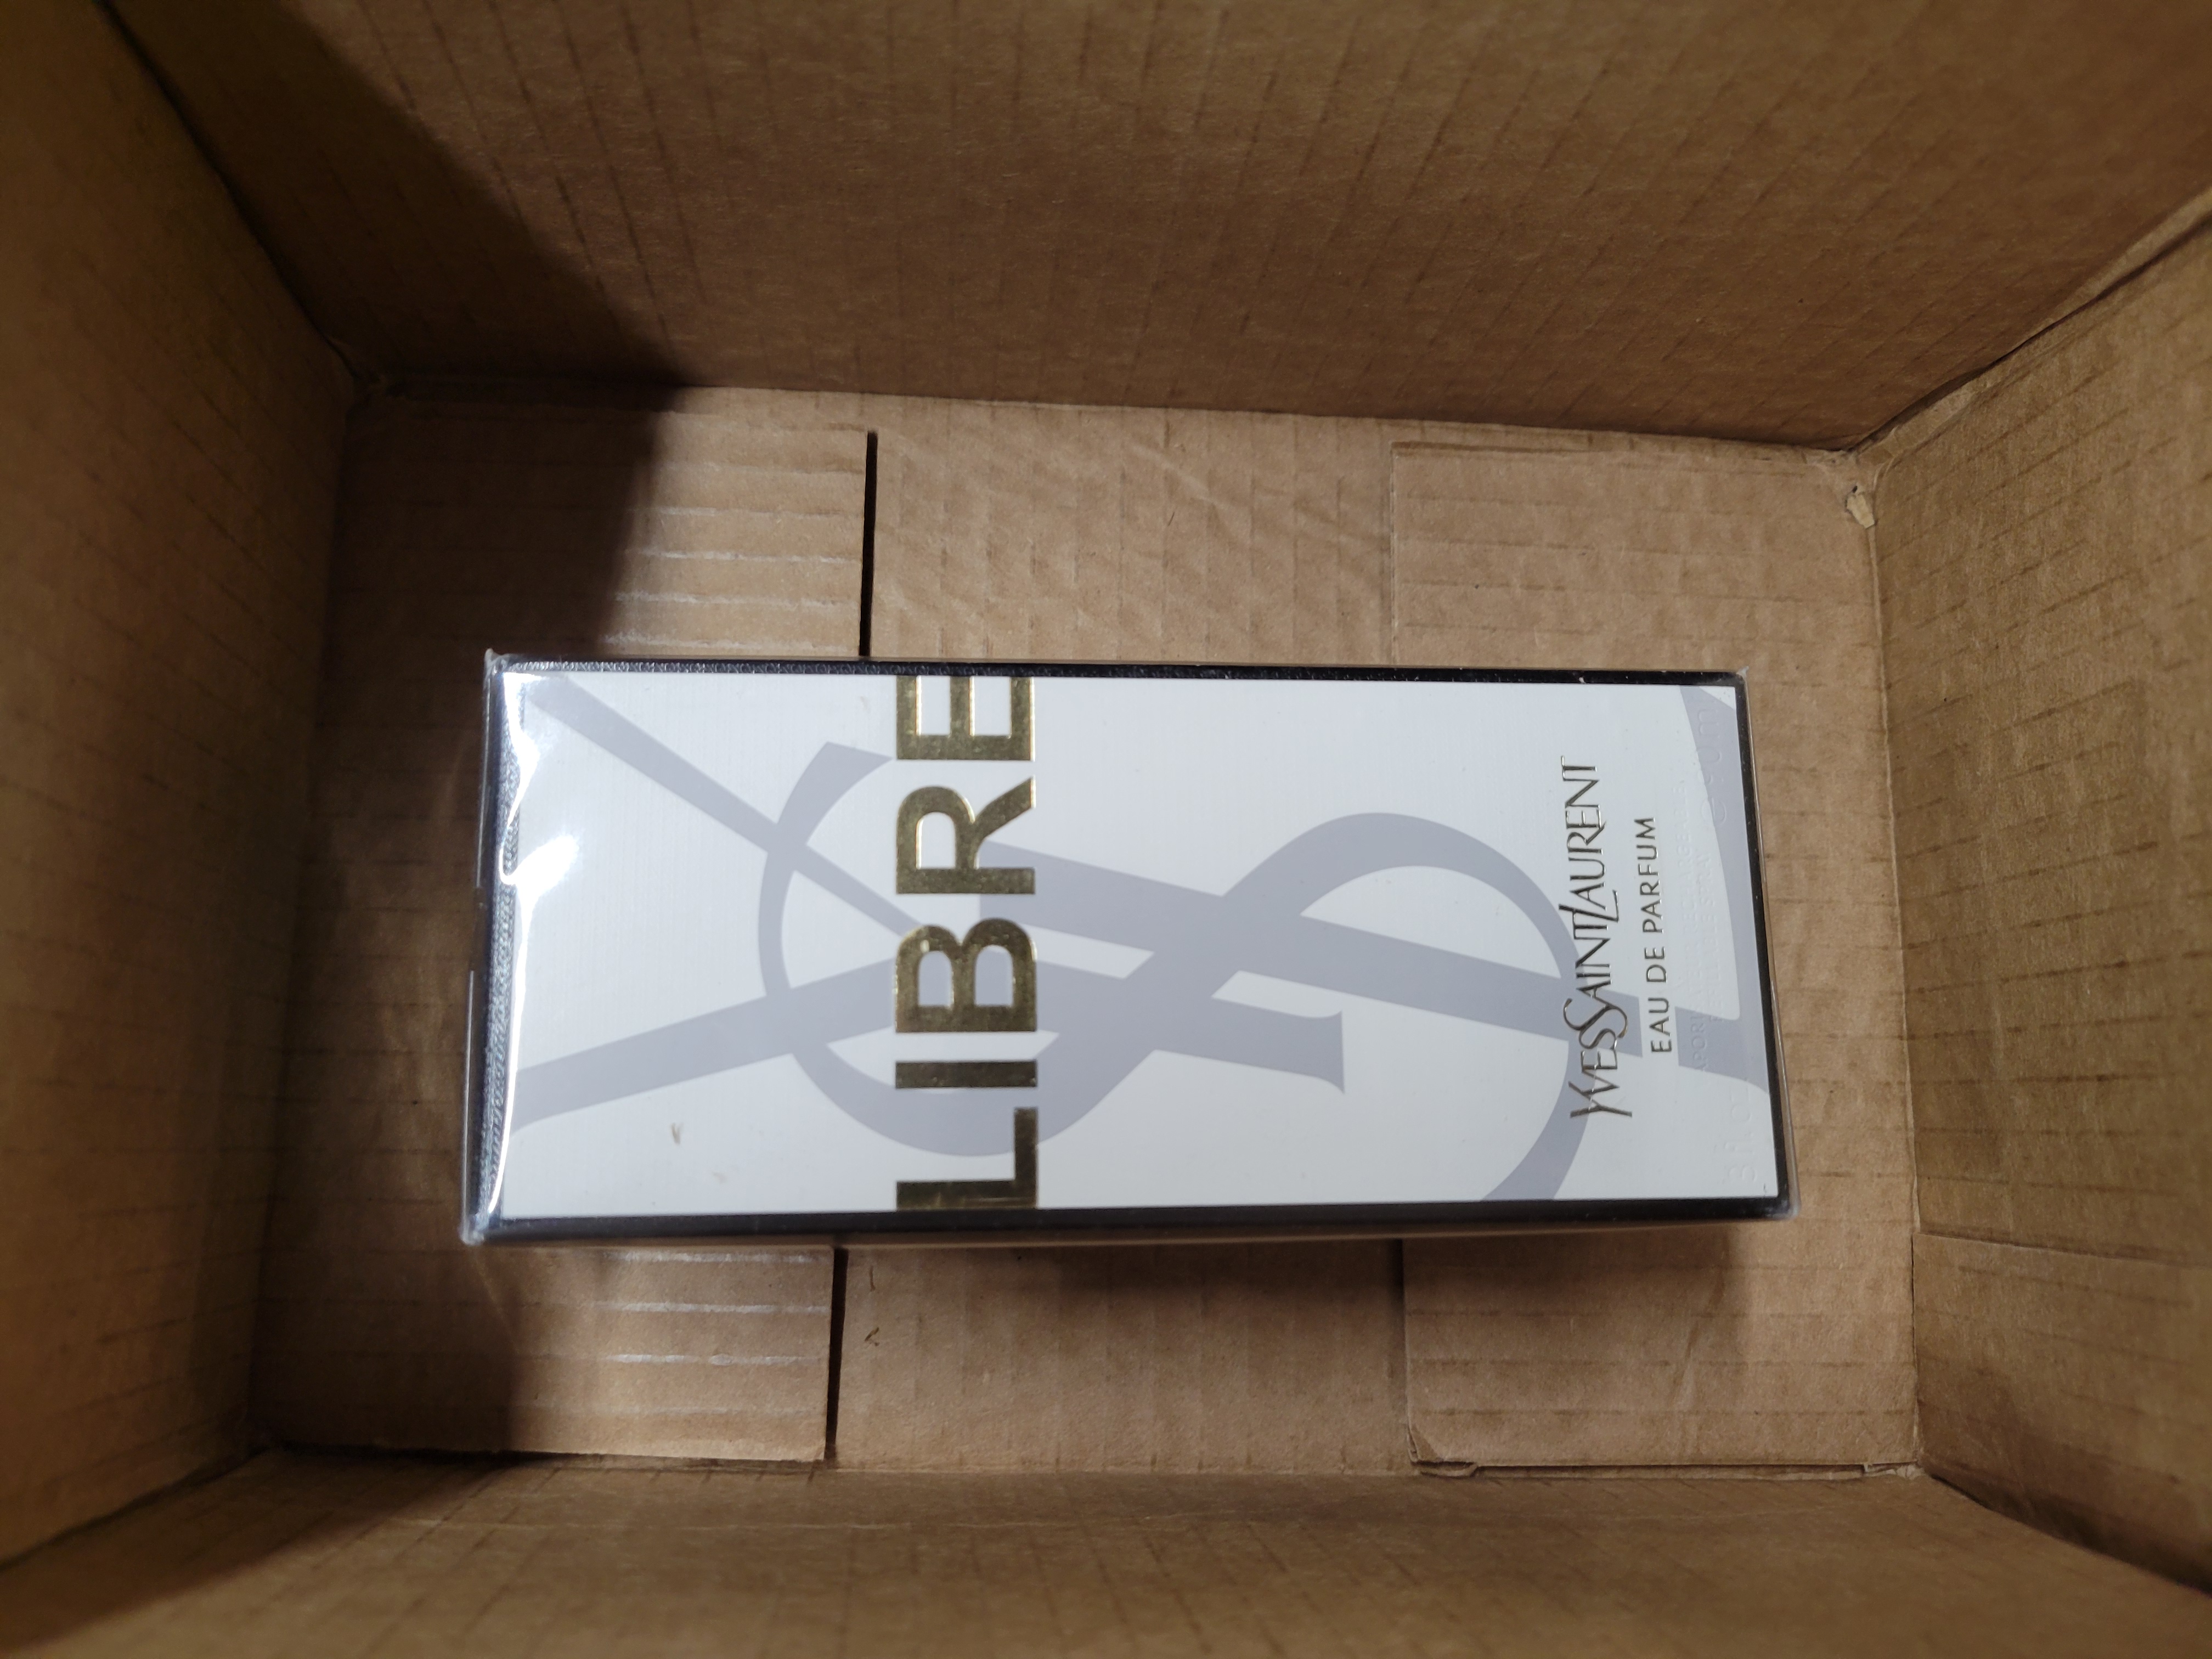 LIBRE
YVESSAINTLAURENT
EAU DE PARFUM